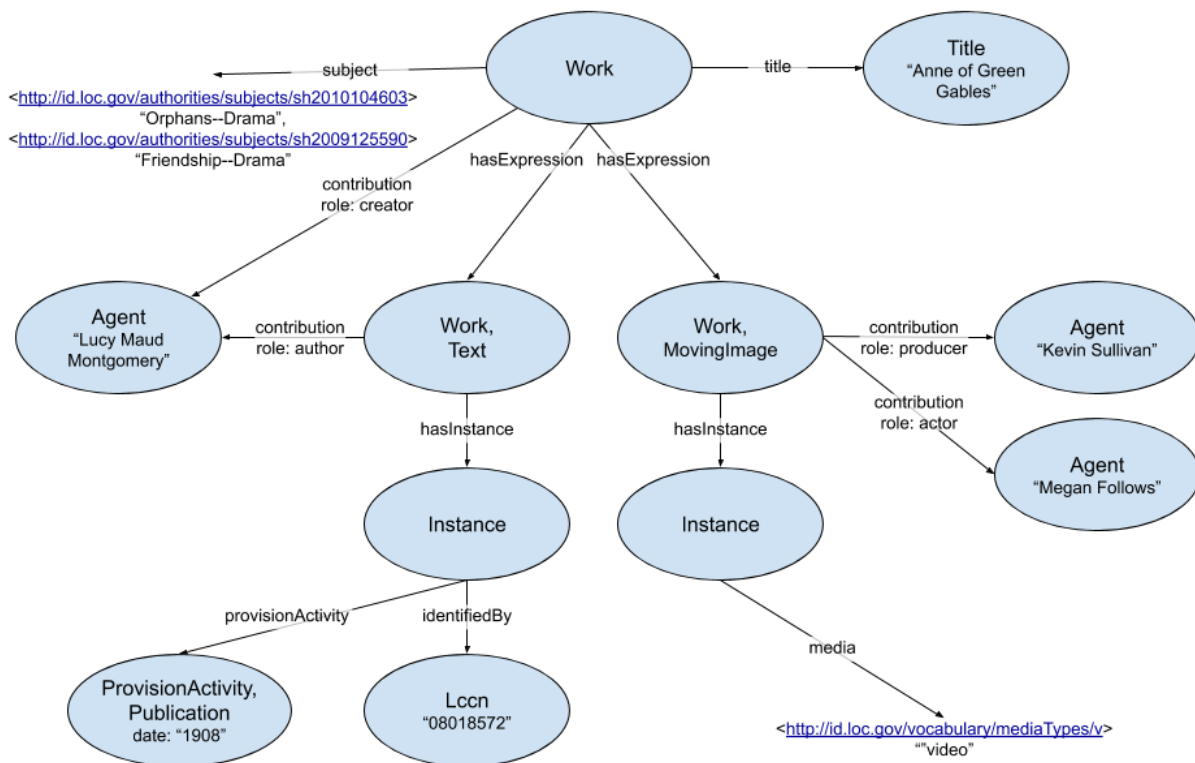 Work
title
Title
“Anne of Green
Gables”
subject
<http://id.loc.gov/authorities/subjects/sh2010104603>
“Orphans--Drama”,
<http://id.loc.gov/authorities/subjects/sh2009125590>
“Friendship--Drama”
hasExpression
hasExpression
contribution
role: creator
Agent
“Lucy Maud
Montgomery”
contribution
role: author
Work,
Text
Work,
MovingImage
contribution
role: producer
Agent
“Kevin Sullivan”
contribution
role: actor
Agent
“Megan Follows”
hasInstance
hasInstance
Instance
Instance
provisionActivity
identifiedBy
media
ProvisionActivity,
Publication
date: “1908”
Lccn
“08018572”
<http://id.loc.gov/vocabulary/mediaTypes/v>
“”video”